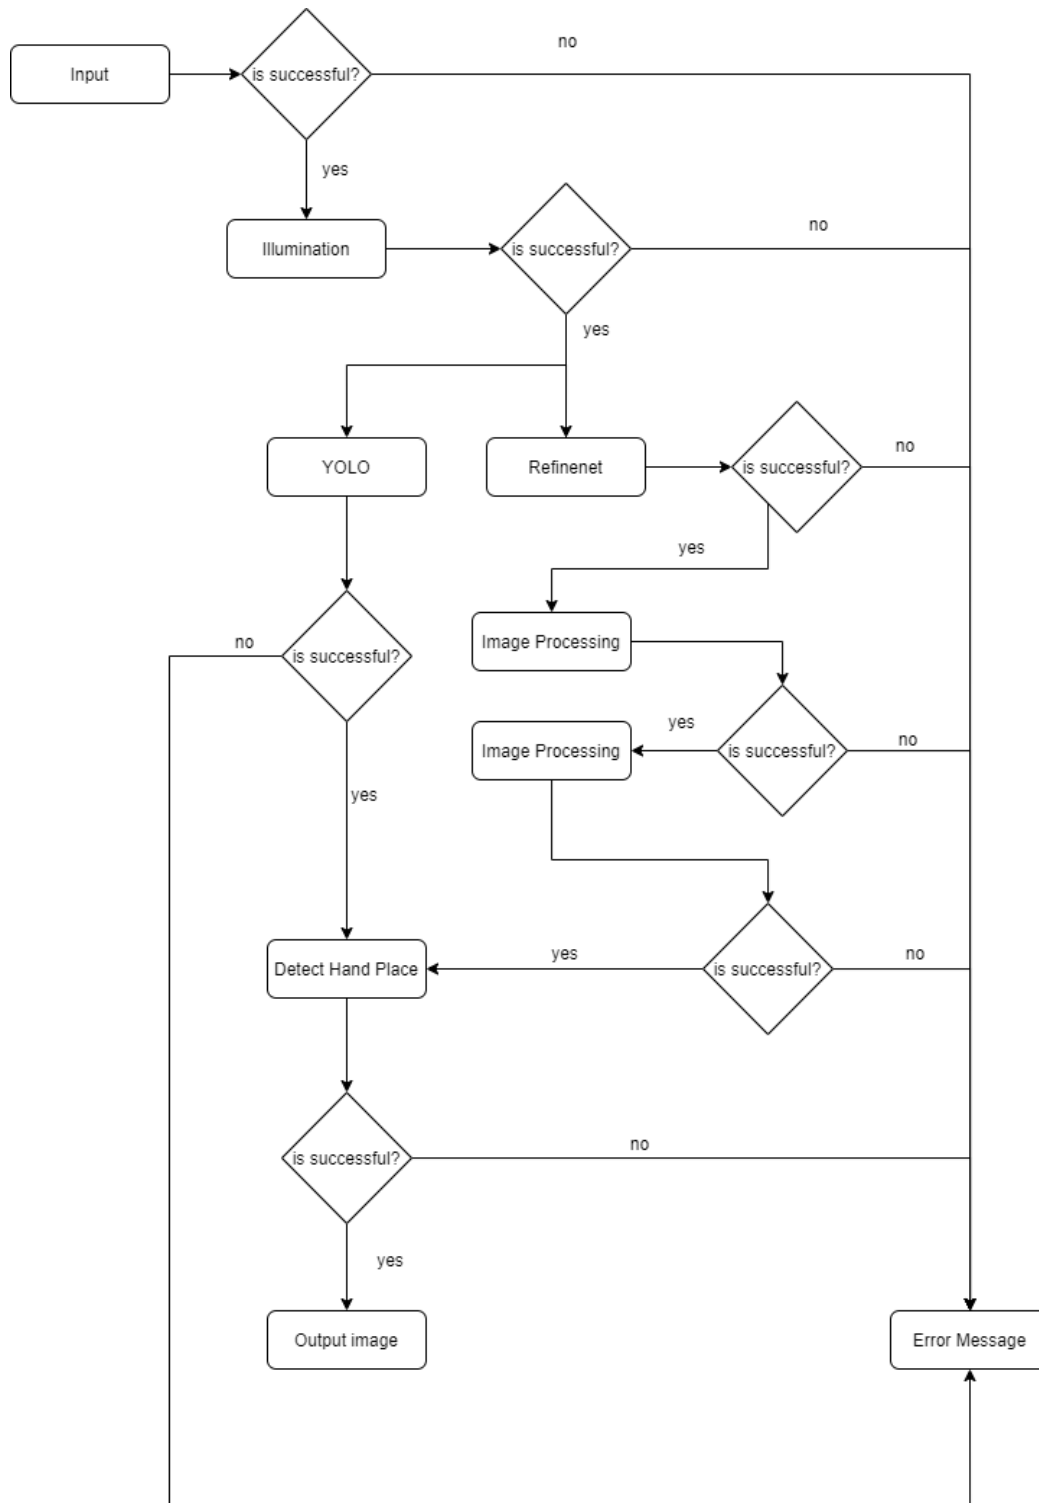 no
Input
is successful?
yes
no
Illumination
is successful?
yes
no
YOLO
Refinenet
is successful?
yes
no
Image Processing
is successful?
yes
no
Image Processing
is successful?
yes
yes
no
Detect Hand Place
is successful?
no
is successful?
yes
Output image
Error Message